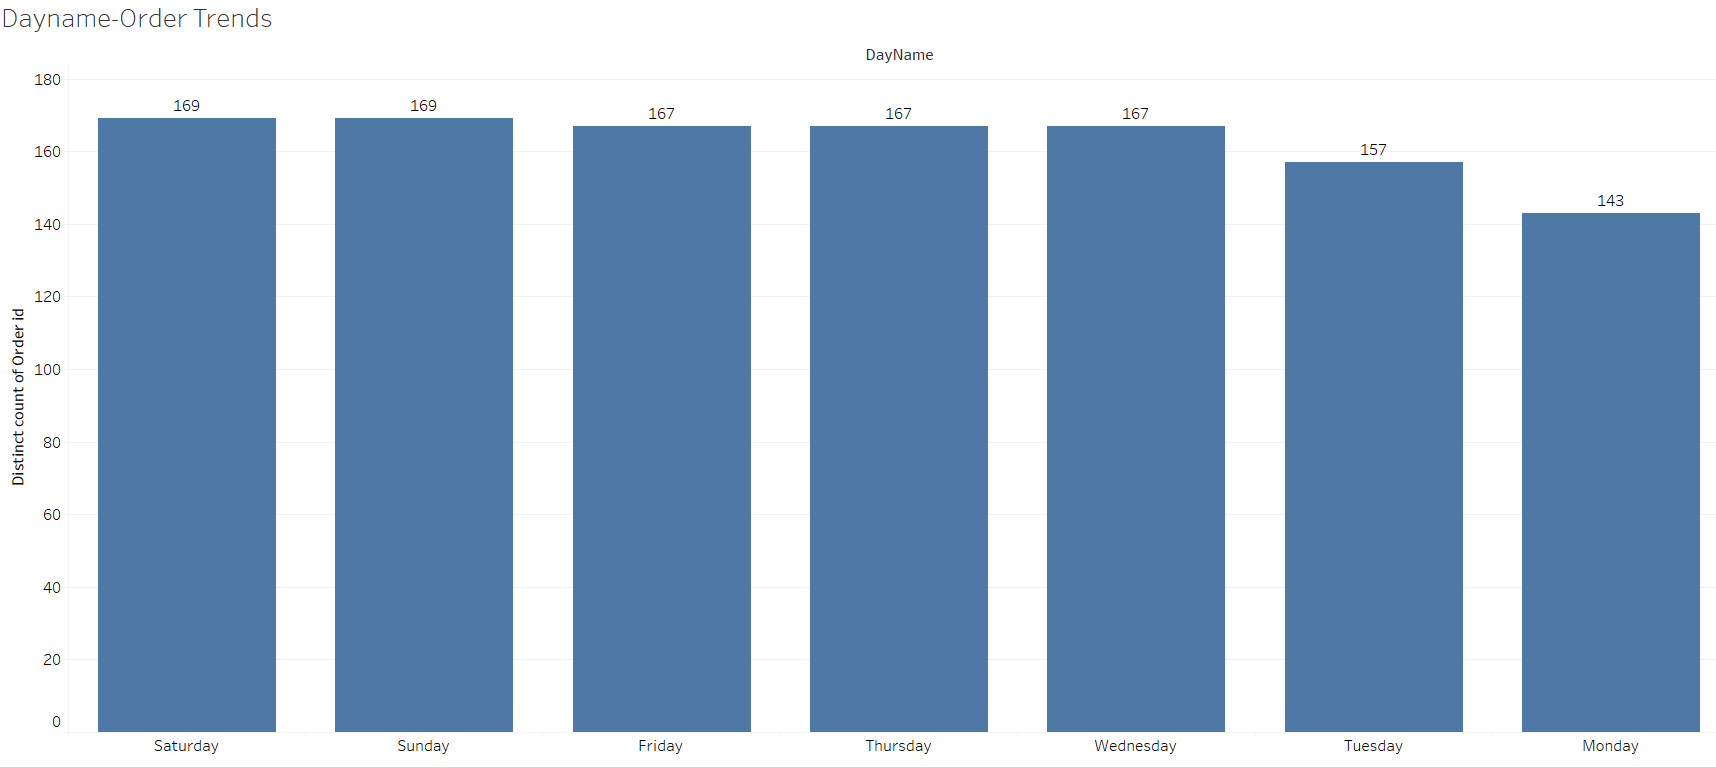 Dayname-Order Trends
DayName
Distinct count of Order id
180
160
140
120
100
80
60
40
20
0
169
169
167
167
167
157
143
Saturday
Sunday
Friday
Thursday
Wednesday
Tuesday
Monday